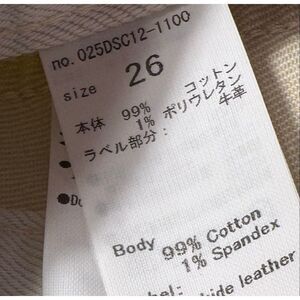 no. 025DSC12-1100
size 26
本体 99% コットン
1% ポリウレタン
ラベル部分: 牛革
Body 99% Cotton
1% Spandex
leather